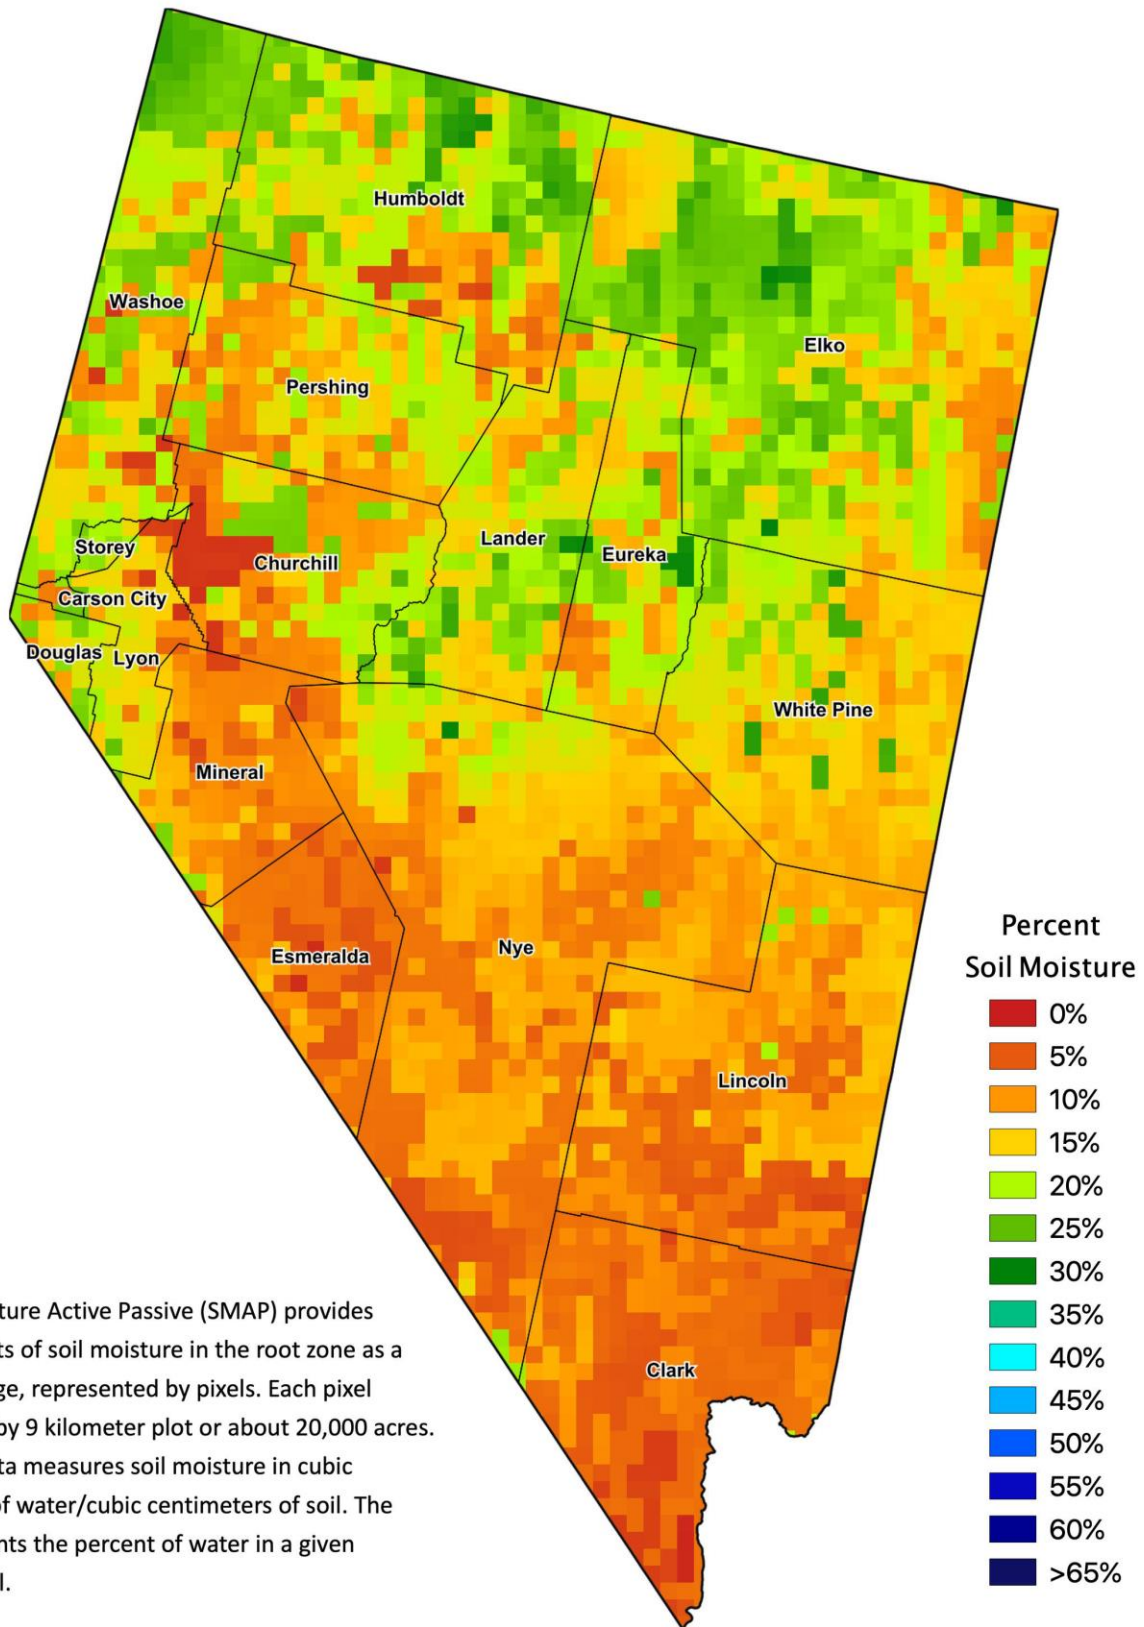 Humboldt
Washoe
Elko
Pershing
Lander
Storey
Eureka
Churchill
Carson City
Douglas
Lyon
White Pine
Mineral
Nye
Esmeralda
Lincoln
Clark
Percent
Soil Moisture
0%
5%
10%
15%
20%
25%
30%
35%
40%
45%
50%
55%
60%
>65%
ture Active Passive (SMAP) provides
ts of soil moisture in the root zone as a
ge, represented by pixels. Each pixel
by 9 kilometer plot or about 20,000 acres.
ta measures soil moisture in cubic
of water/cubic centimeters of soil. The
nts the percent of water in a given
l.